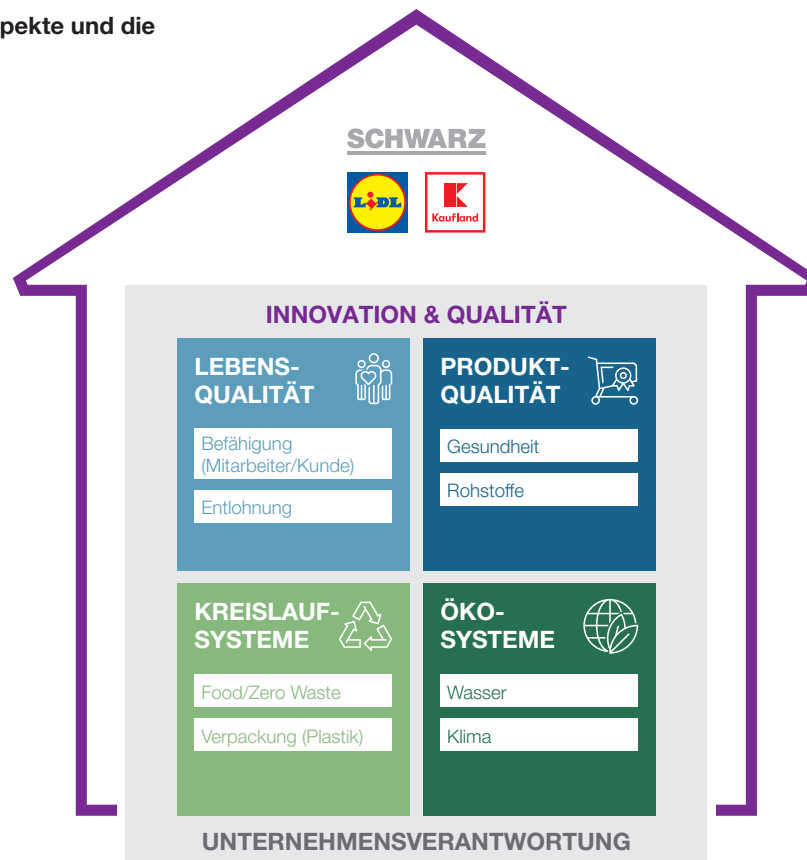 pekte und die
SCHWARZ
LIDL
K
Kaufland
INNOVATION & QUALITÄT
LEBENS-
QUALITÄT
Befähigung
(Mitarbeiter/Kunde)
Entlohnung
PRODUKT-
QUALITÄT
Gesundheit
Rohstoffe
KREISLAUF-
SYSTEME
Food/Zero Waste
Verpackung (Plastik)
ÖKO-
SYSTEME
Wasser
Klima
UNTERNEHMENSVERANTWORTUNG